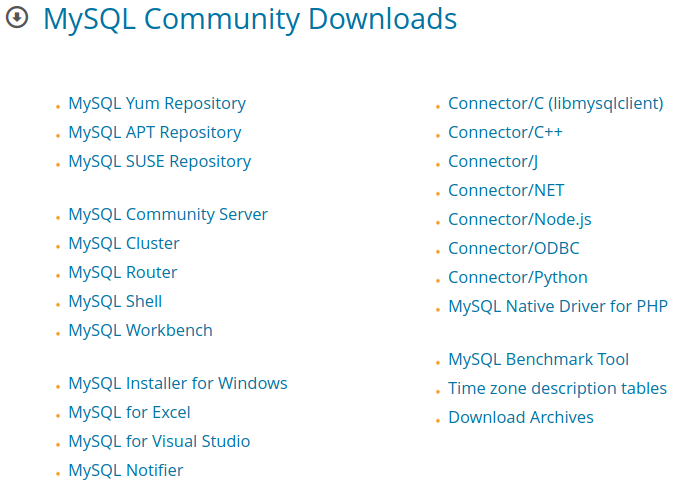 MySQL Community Downloads
MySQL Yum Repository
MySQL APT Repository
MySQL SUSE Repository
MySQL Community Server
MySQL Cluster
MySQL Router
MySQL Shell
MySQL Workbench
MySQL Installer for Windows
MySQL for Excel
MySQL for Visual Studio
MySQL Notifier
Connector/C (libmysqlclient)
Connector/C++
Connector/J
Connector/NET
Connector/Node.js
Connector/ODBC
Connector/Python
MySQL Native Driver for PHP
MySQL Benchmark Tool
Time zone description tables
Download Archives